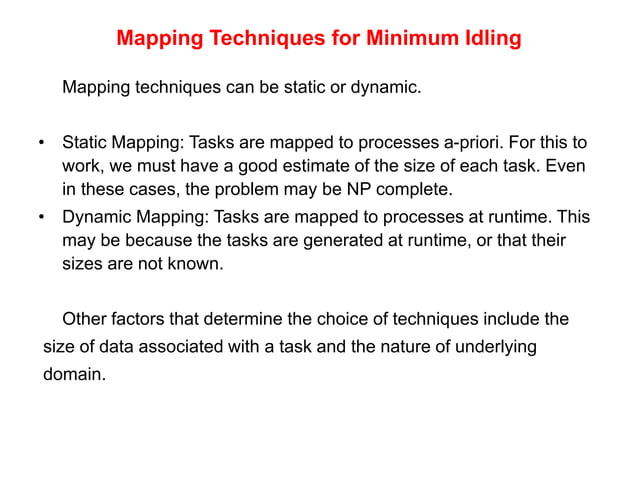 Mapping Techniques for Minimum Idling
Mapping techniques can be static or dynamic.
• Static Mapping: Tasks are mapped to processes a-priori. For this to
work, we must have a good estimate of the size of each task. Even
in these cases, the problem may be NP complete.
• Dynamic Mapping: Tasks are mapped to processes at runtime. This
may be because the tasks are generated at runtime, or that their
sizes are not known.
Other factors that determine the choice of techniques include the
size of data associated with a task and the nature of underlying
domain.